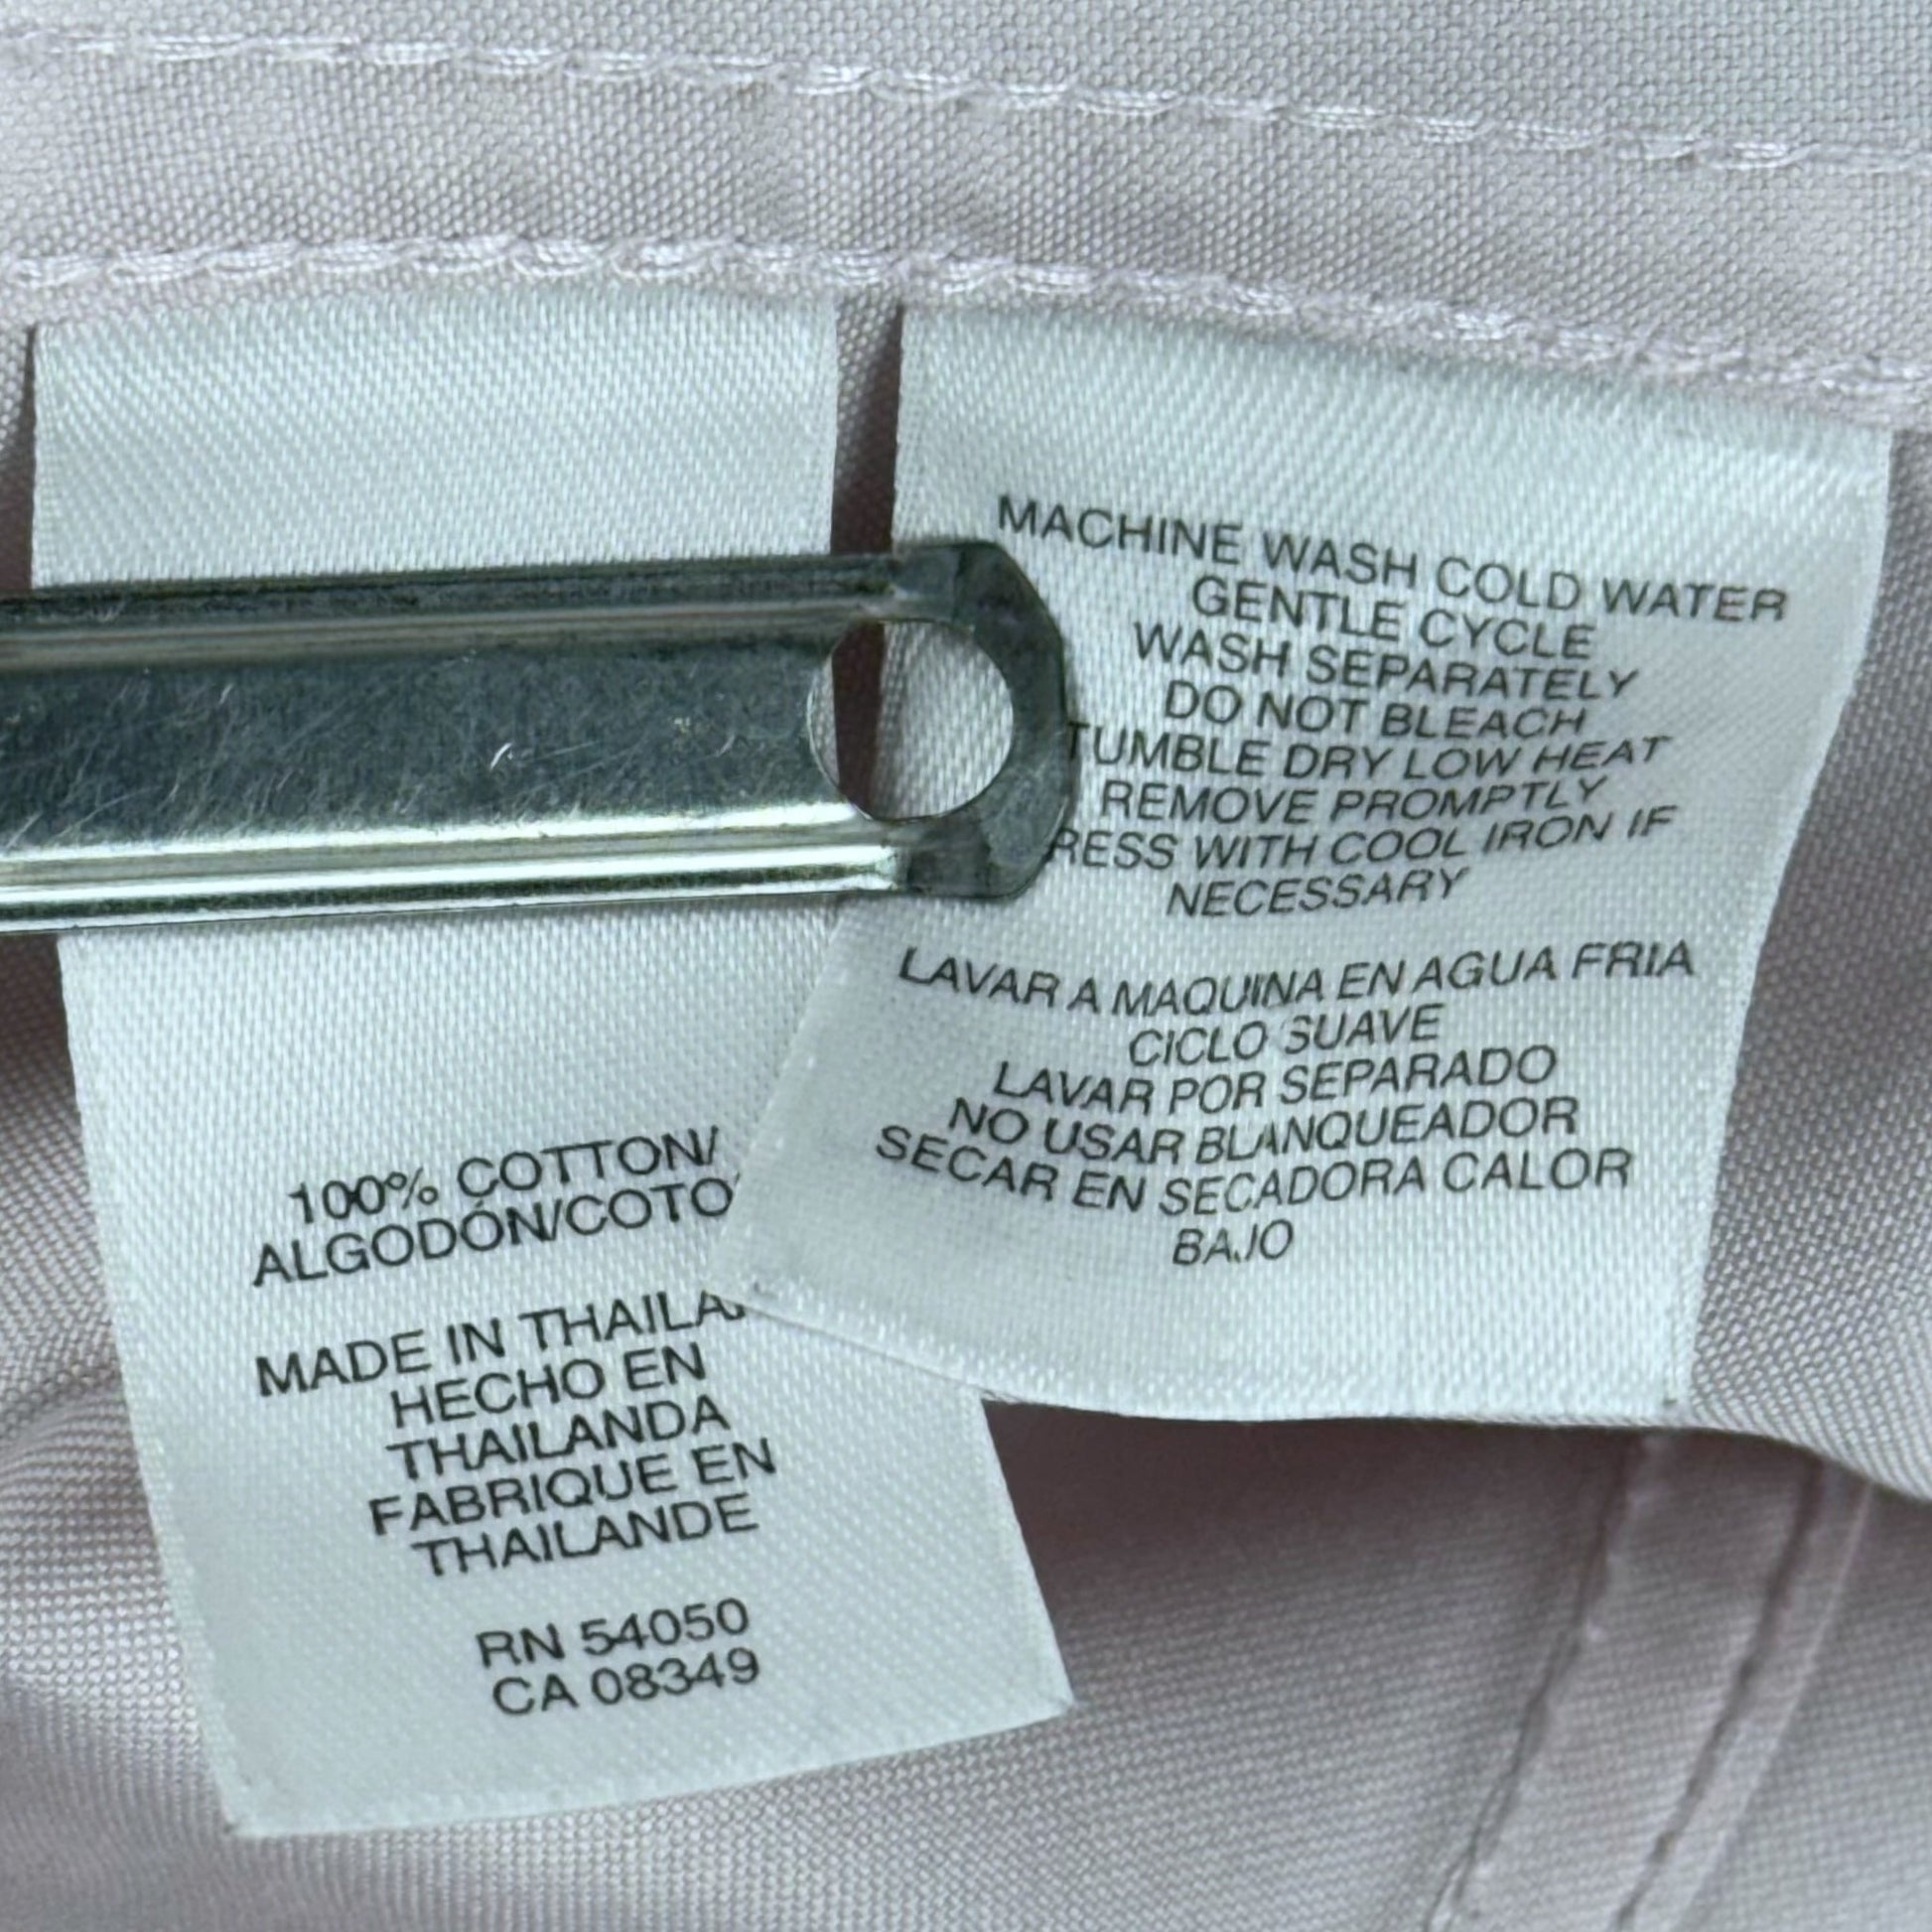 100% COTTON/
ALGODÓN/COTO
MADE IN
HECHO EN
THAILANDA
FABRIQUE EN
THAILANDE
RN 54050
CA 08349
MACHINE WASH COLD WATER
GENTLE CYCLE
WASH SEPARATELY
DO NOT BLEACH
TUMBLE DRY LOW HEAT
REMOVE PROMPTLY
RESS WITH COOL IRON IF
NECESSARY
LAVAR A MAQUINA EN AGUA FRIA
CICLO SUAVE
LAVAR POR SEPARADO
NO USAR BLANQUEADOR
SECAR EN SECADORA CALOR
BAJO